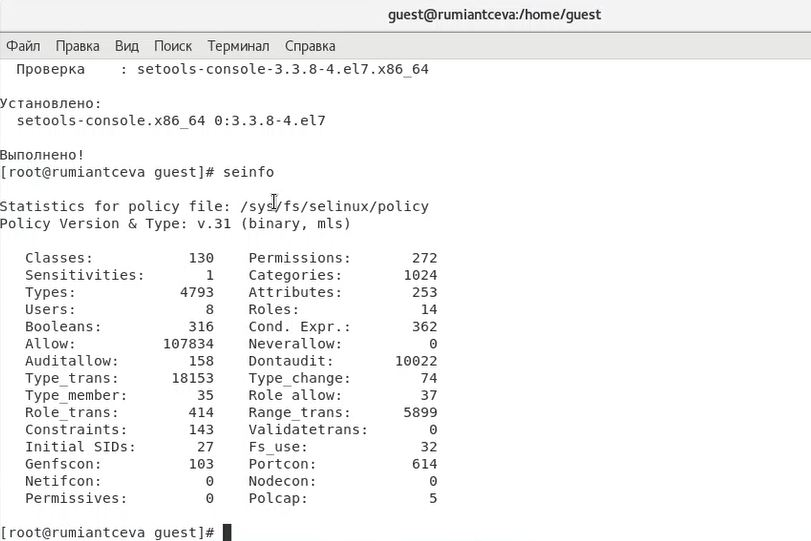 guest@rumiantceva:/home/guest
Файл Правка Вид Поиск Терминал Справка
Проверка : setools-console-3.3.8-4.el7.x86_64
Установлено:
setools-console.x86_64 0:3.3.8-4.el7
Выполнено!
[root@rumiantceva guest]# seinfo
Statistics for policy file: /sys/fs/selinux/policy
Policy Version & Type: v.31 (binary, mls)
Classes: 130 Permissions: 272
Sensitivities: 1 Categories: 1024
Types: 4793 Attributes: 253
Users: 8 Roles: 14
Booleans: 316 Cond. Expr.: 362
Allow: 107834 Neverallow: 0
Auditallow: 158 Dontaudit: 10022
Type_trans: 18153 Type_change: 74
Type_member: 35 Role allow: 37
Role_trans: 414 Range_trans: 5899
Constraints: 143 Validatetrans: 0
Initial SIDs: 27 Fs_use: 32
Genfscon: 103 Portcon: 614
Netifcon: 0 Nodecon: 0
Permissives: 0 Polcap: 5
[root@rumiantceva guest]#